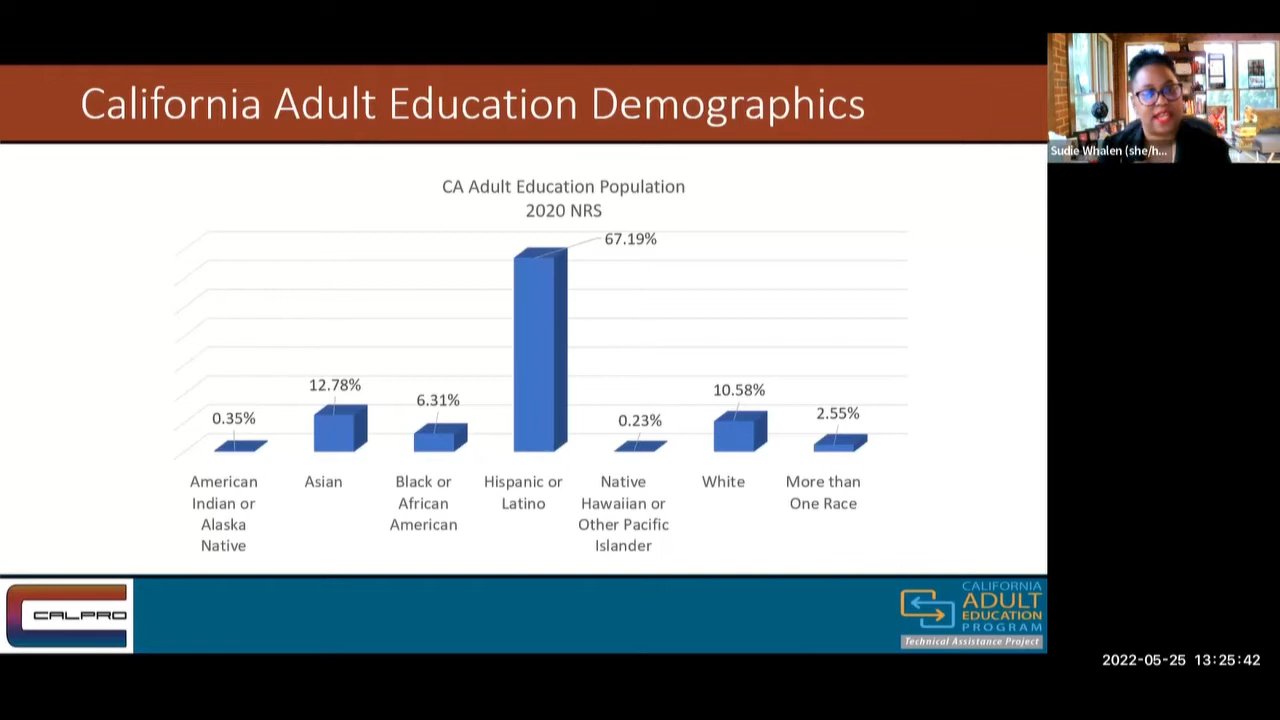 California Adult Education Demographics
Sudie Whalen (she/h...
CA Adult Education Population
2020 NRS
67.19%
12.78%
10.58%
6.31%
2.55%
0.35%
0.23%
American
Indian or
Alaska
Native
Asian
Black or
African
American
Hispanic or
Latino
Native
Hawaiian or
Other Pacific
Islander
White
More than
One Race
CALPRO
CALIFORNIA
ADULT
EDUCATION
PROGRAM
Technical Assistance Project
2022-05-25 13:25:42